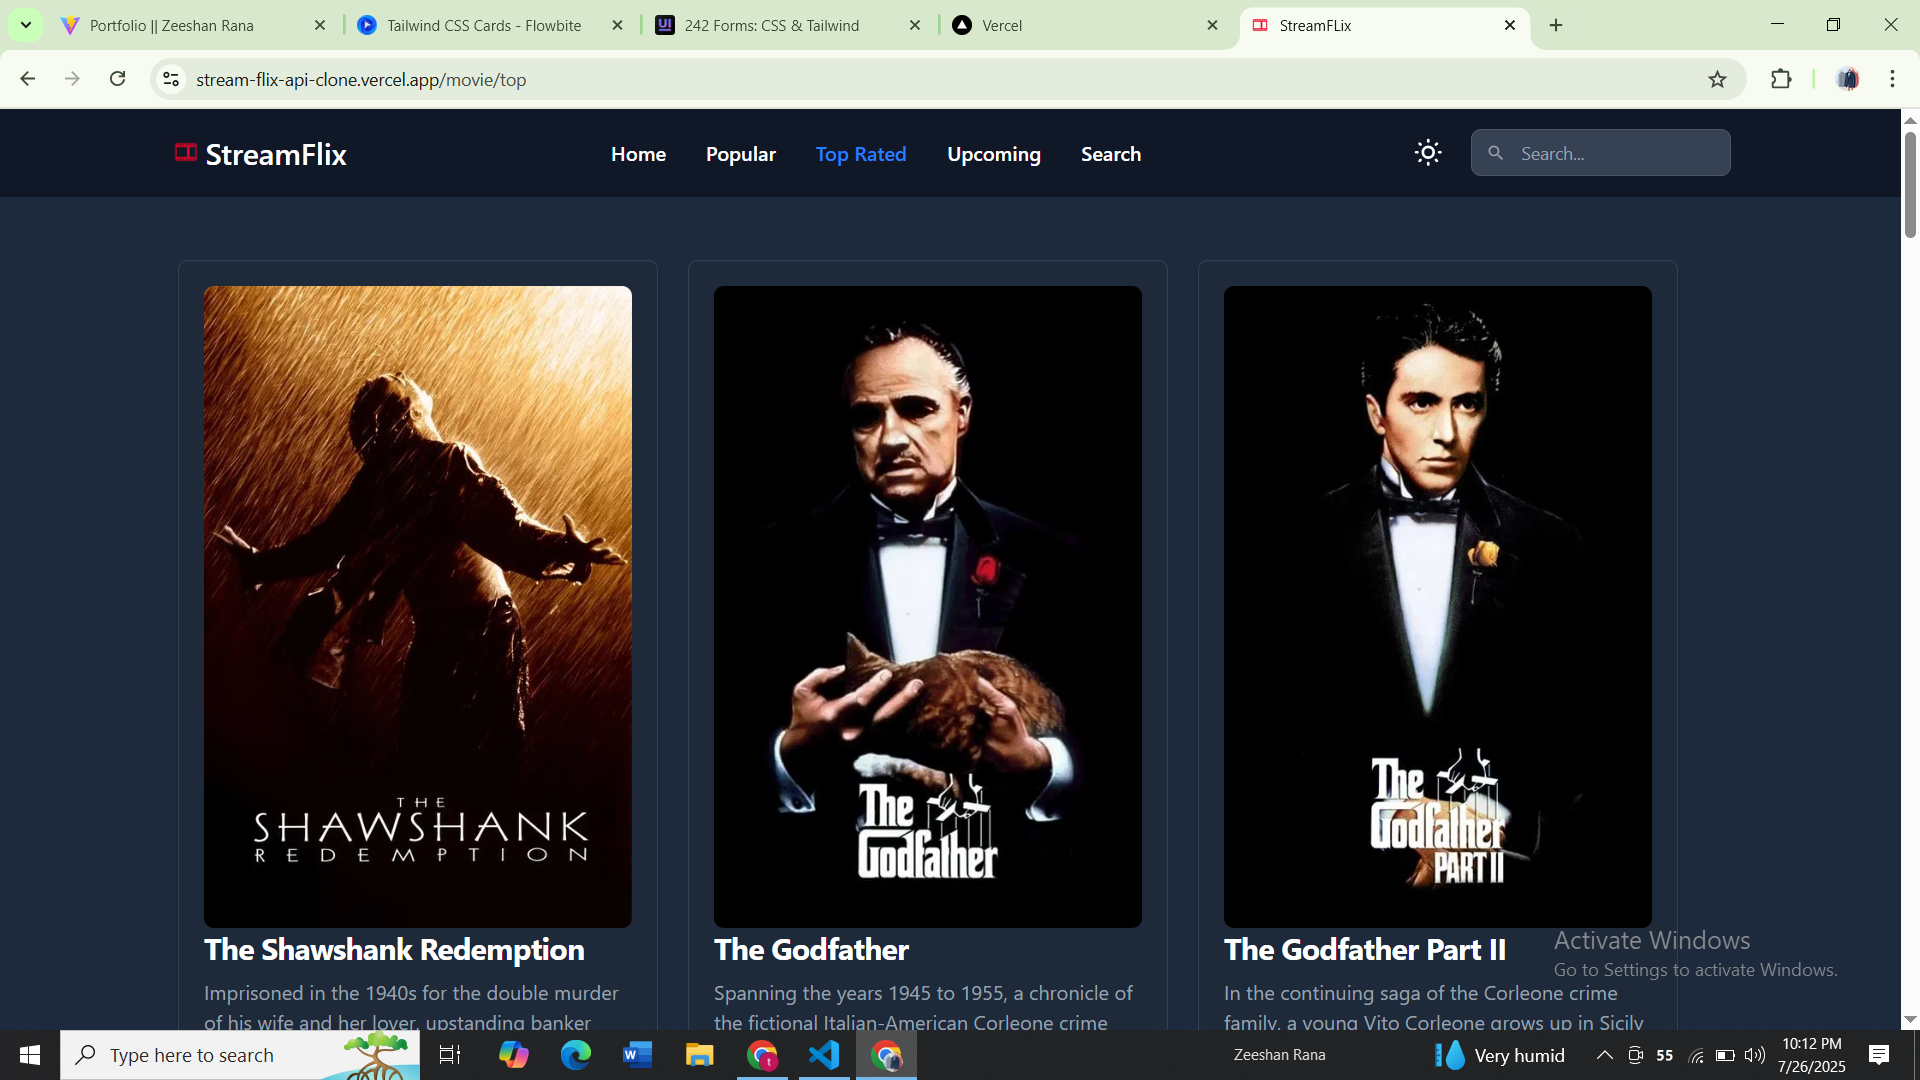 Portfolio || Zeeshan Rana
Tailwind CSS Cards - Flowbite
UI
242 Forms: CSS & Tailwind
Vercel
StreamFLix
stream-flix-api-clone.vercel.app/movie/top
StreamFlix
Home
Popular
Top Rated
Upcoming
Search
Search...
THE
SHAWSHANK
REDEMPTION
The
Godfather
The
Godfather
PART II
The Shawshank Redemption
The Godfather
The Godfather Part II
Imprisoned in the 1940s for the double murder
of his wife and her lover, upstanding banker
Spanning the years 1945 to 1955, a chronicle of
the fictional Italian-American Corleone crime
In the continuing saga of the Corleone crime
family, a young Vito Corleone grows up in Sicily
Activate Windows
Go to Settings to activate Windows.
Type here to search
W
t
Zeeshan Rana
Very humid
55
10:12 PM
7/26/2025